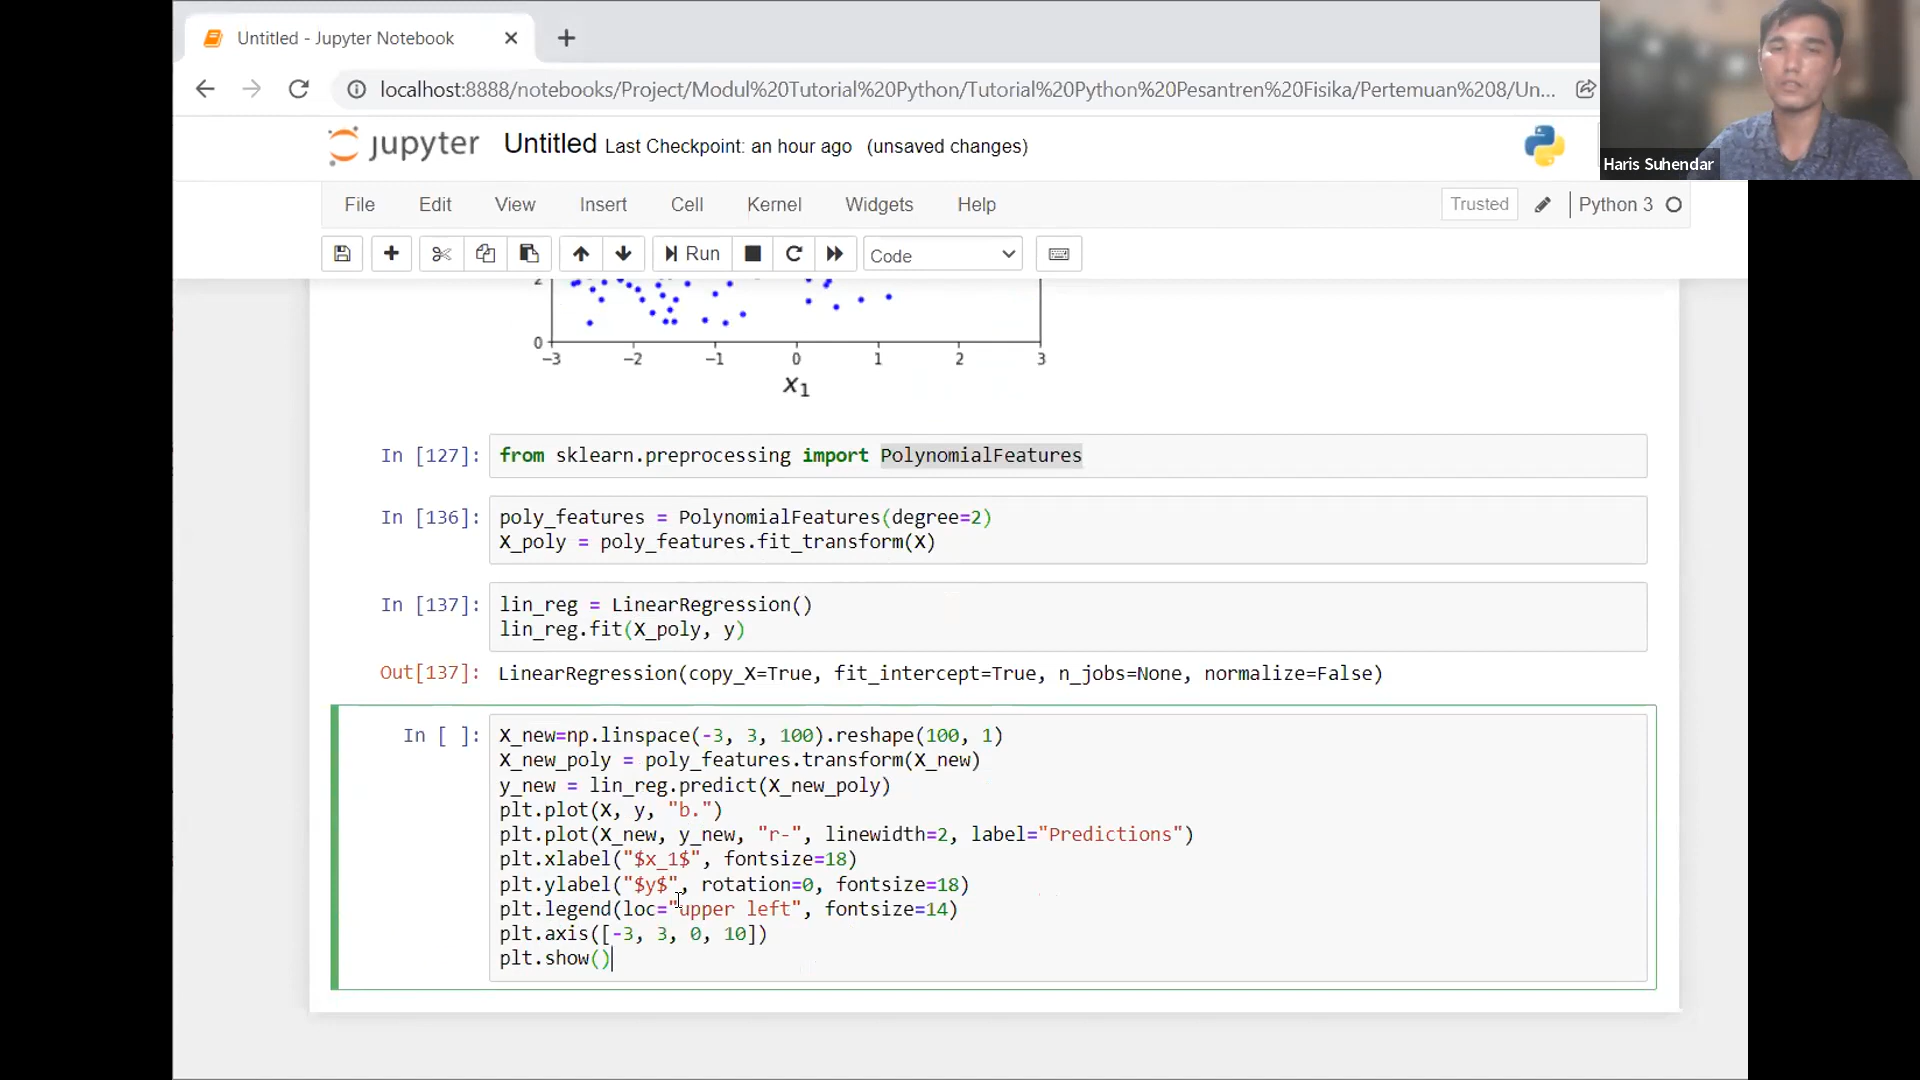 Untitled - Jupyter Notebook
localhost:8888/notebooks/Project/Modul%20Tutorial%20Python/Tutorial%20Python%20Pesantren%20Fisika/Pertemuan%208/Un...
Haris Suhendar
jupyter Untitled Last Checkpoint: an hour ago (unsaved changes)
File Edit View Insert Cell Kernel Widgets Help Trusted Python 3
Run Code
2
0
−3 −2 −1 0 1 2 3
x1
In [127]: from sklearn.preprocessing import PolynomialFeatures
In [136]: poly_features = PolynomialFeatures(degree=2)
X_poly = poly_features.fit_transform(X)
In [137]: lin_reg = LinearRegression()
lin_reg.fit(X_poly, y)
Out[137]: LinearRegression(copy_X=True, fit_intercept=True, n_jobs=None, normalize=False)
In [ ]: X_new=np.linspace(-3, 3, 100).reshape(100, 1)
X_new_poly = poly_features.transform(X_new)
y_new = lin_reg.predict(X_new_poly)
plt.plot(X, y, "b.")
plt.plot(X_new, y_new, "r-", linewidth=2, label="Predictions")
plt.xlabel("$x_1$", fontsize=18)
plt.ylabel("$y$", rotation=0, fontsize=18)
plt.legend(loc="upper left", fontsize=14)
plt.axis([-3, 3, 0, 10])
plt.show()